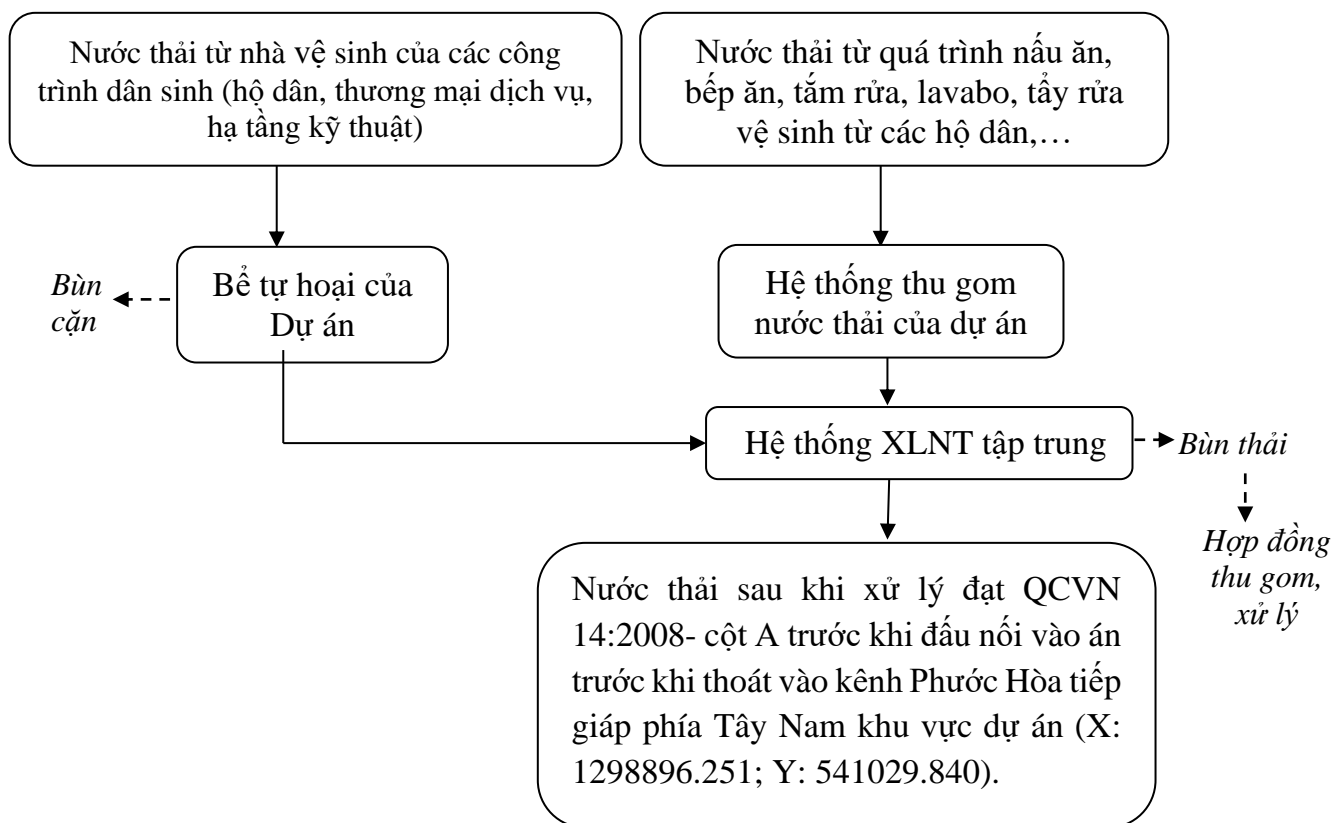 Nước thải từ nhà vệ sinh của các công
trình dân sinh (hộ dân, thương mại dịch vụ,
hạ tầng kỹ thuật)
Nước thải từ quá trình nấu ăn,
bếp ăn, tắm rửa, lavabo, tẩy rửa
vệ sinh từ các hộ dân,…
Bùn
cặn
Bể tự hoại của
Dự án
Hệ thống thu gom
nước thải của dự án
Hệ thống XLNT tập trung
Bùn thải
Hợp đồng
thu gom,
xử lý
Nước thải sau khi xử lý đạt QCVN
14:2008- cột A trước khi đấu nối vào án
trước khi thoát vào kênh Phước Hòa tiếp
giáp phía Tây Nam khu vực dự án (X:
1298896.251; Y: 541029.840).